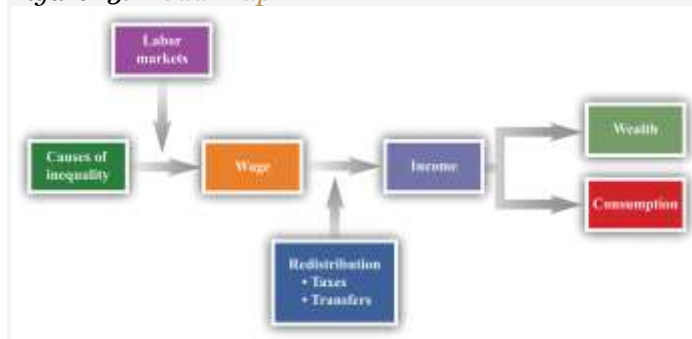 Labor
markets
Causes of
inequality
Wage
Income
Wealth
Consumption
Redistribution
• Taxes
• Transfers